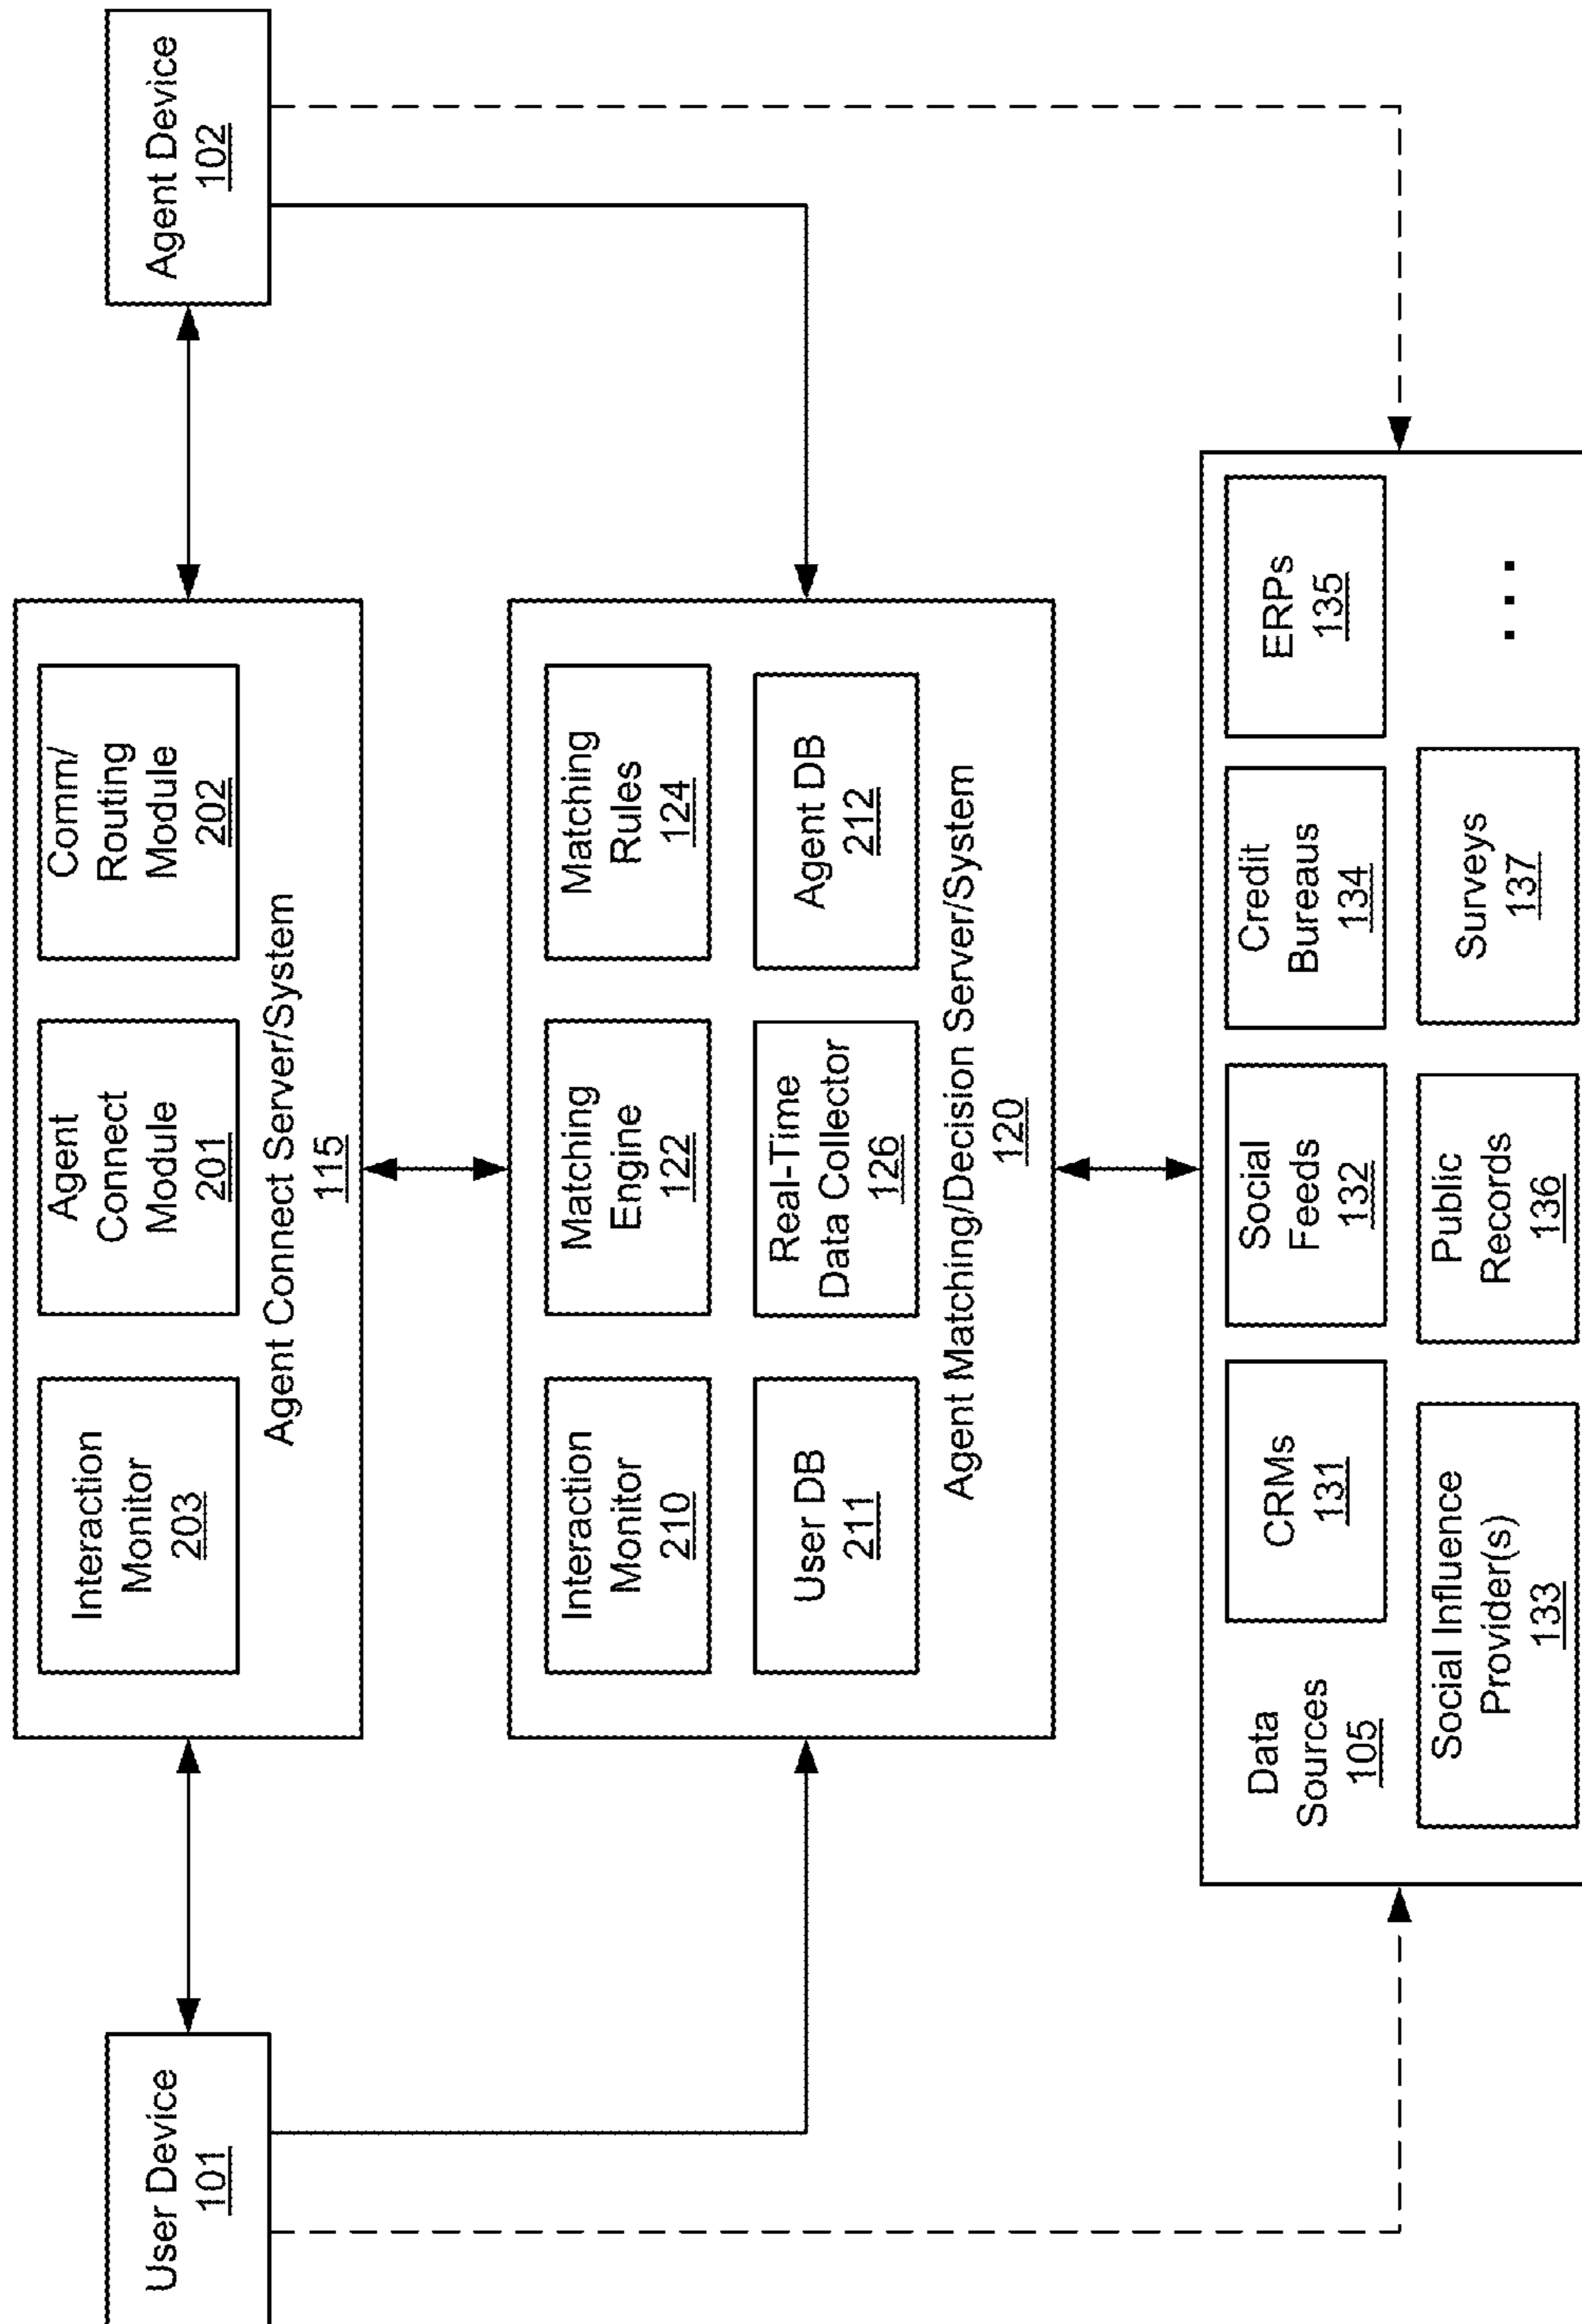 User Device
101
Interaction
Monitor
203
Agent
Connect
Module
201
Comm/
Routing
Module
202
Agent Connect Server/System
115
Agent Device
102
Interaction
Monitor
210
Matching
Engine
122
Matching
Rules
124
User DB
211
Real-Time
Data Collector
126
Agent DB
212
Agent Matching/Decision Server/System
120
Data
Sources
105
CRMs
131
Social
Feeds
132
Credit
Bureaus
134
ERPs
135
Social Influence
Provider(s)
133
Public
Records
136
Surveys
137
...